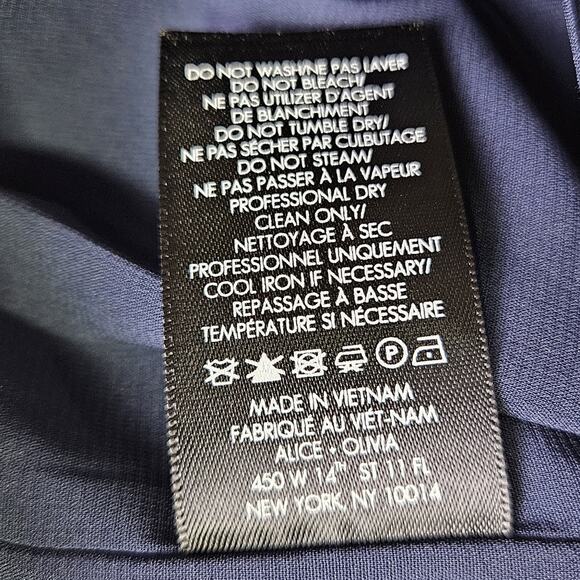 DO NOT WASH/NE PAS LAVER
DO NOT BLEACH/
NE PAS UTILIZER D'AGENT
DE BLANCHIMENT
DO NOT TUMBLE DRY/
NE PAS SÉCHER PAR CULBUTAGE
DO NOT STEAM/
NE PAS PASSER À LA VAPEUR
PROFESSIONAL DRY
CLEAN ONLY/
NETTOYAGE À SEC
PROFESSIONNEL UNIQUEMENT
COOL IRON IF NECESSARY/
REPASSAGE À BASSE
TEMPÉRATURE SI NÉCESSAIRE
P
MADE IN VIETNAM
FABRIQUÉ AU VIÊT-NAM
ALICE + OLIVIA
450 W 14TH ST 11 FL
NEW YORK, NY 10014